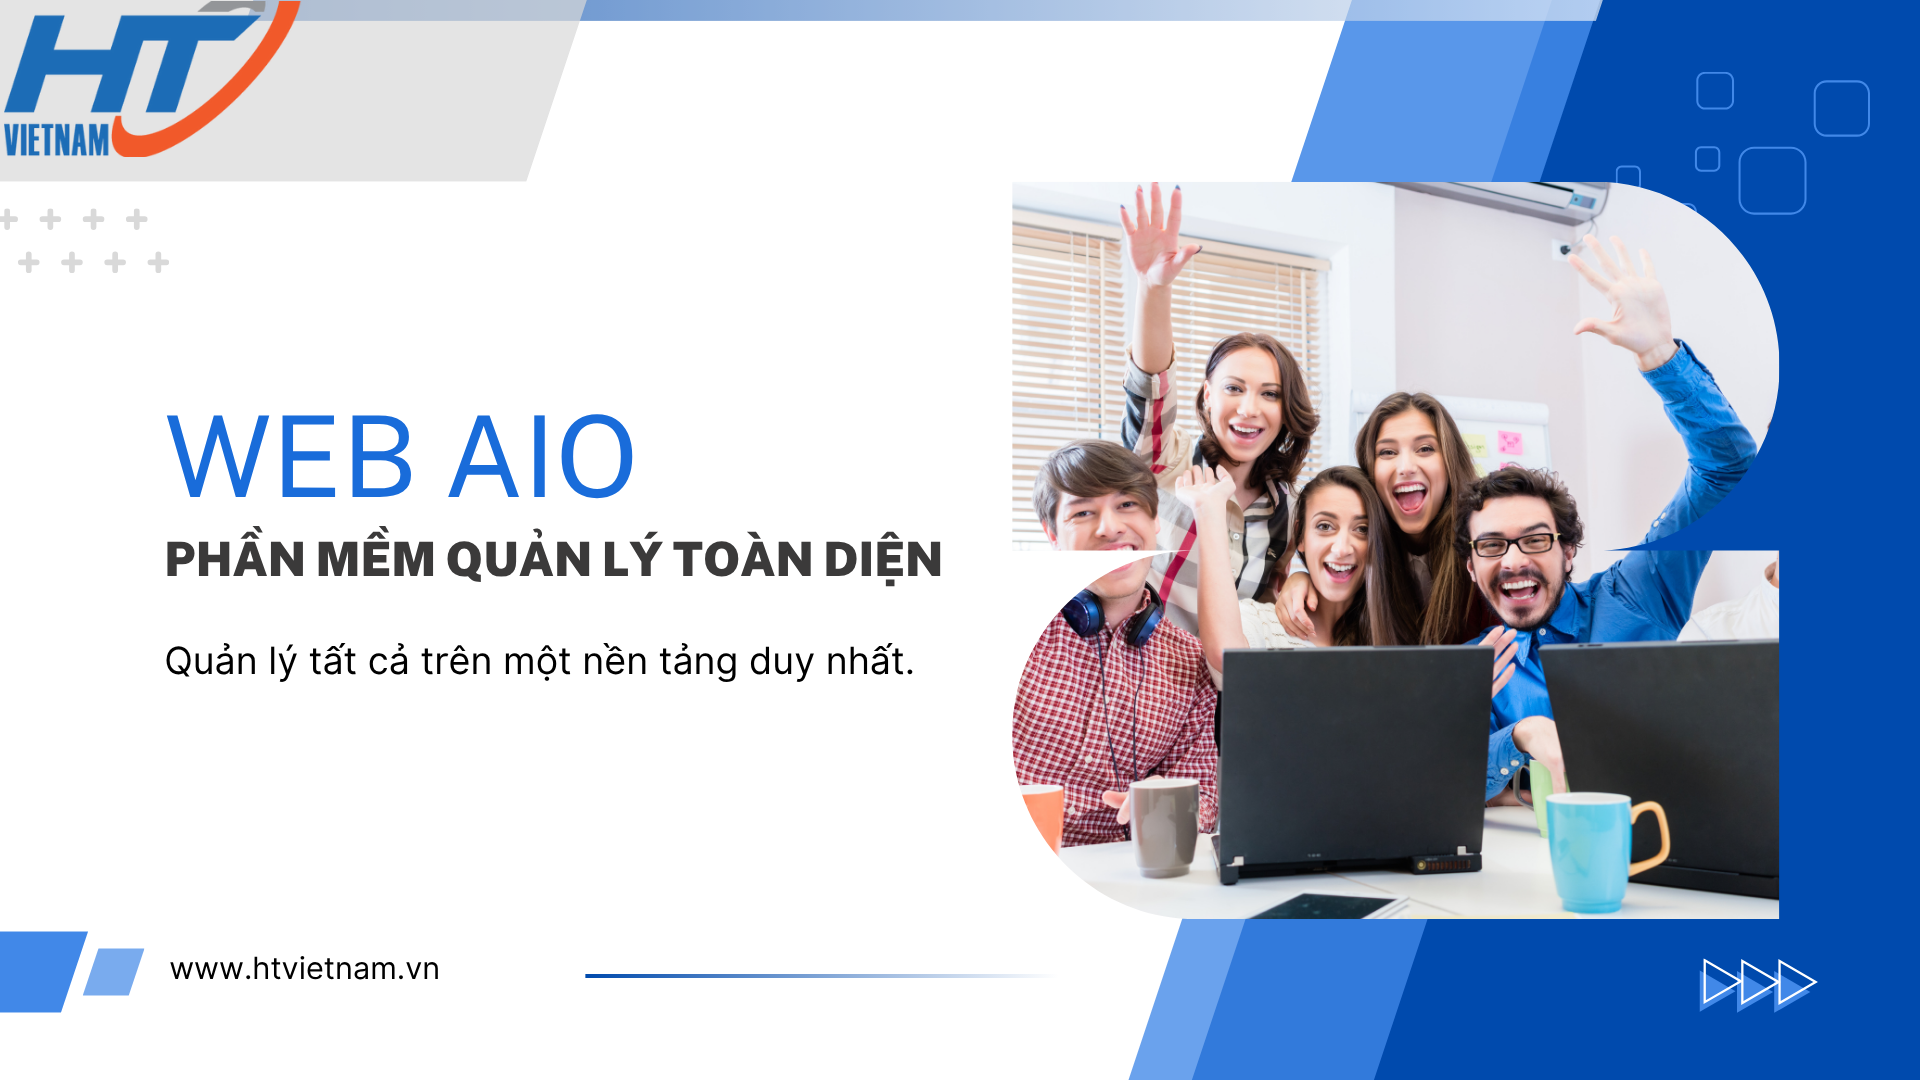 HT
VIETNAM
WEB AIO
PHẦN MỀM QUẢN LÝ TOÀN DIỆN
Quản lý tất cả trên một nền tảng duy nhất.
www.htvietnam.vn